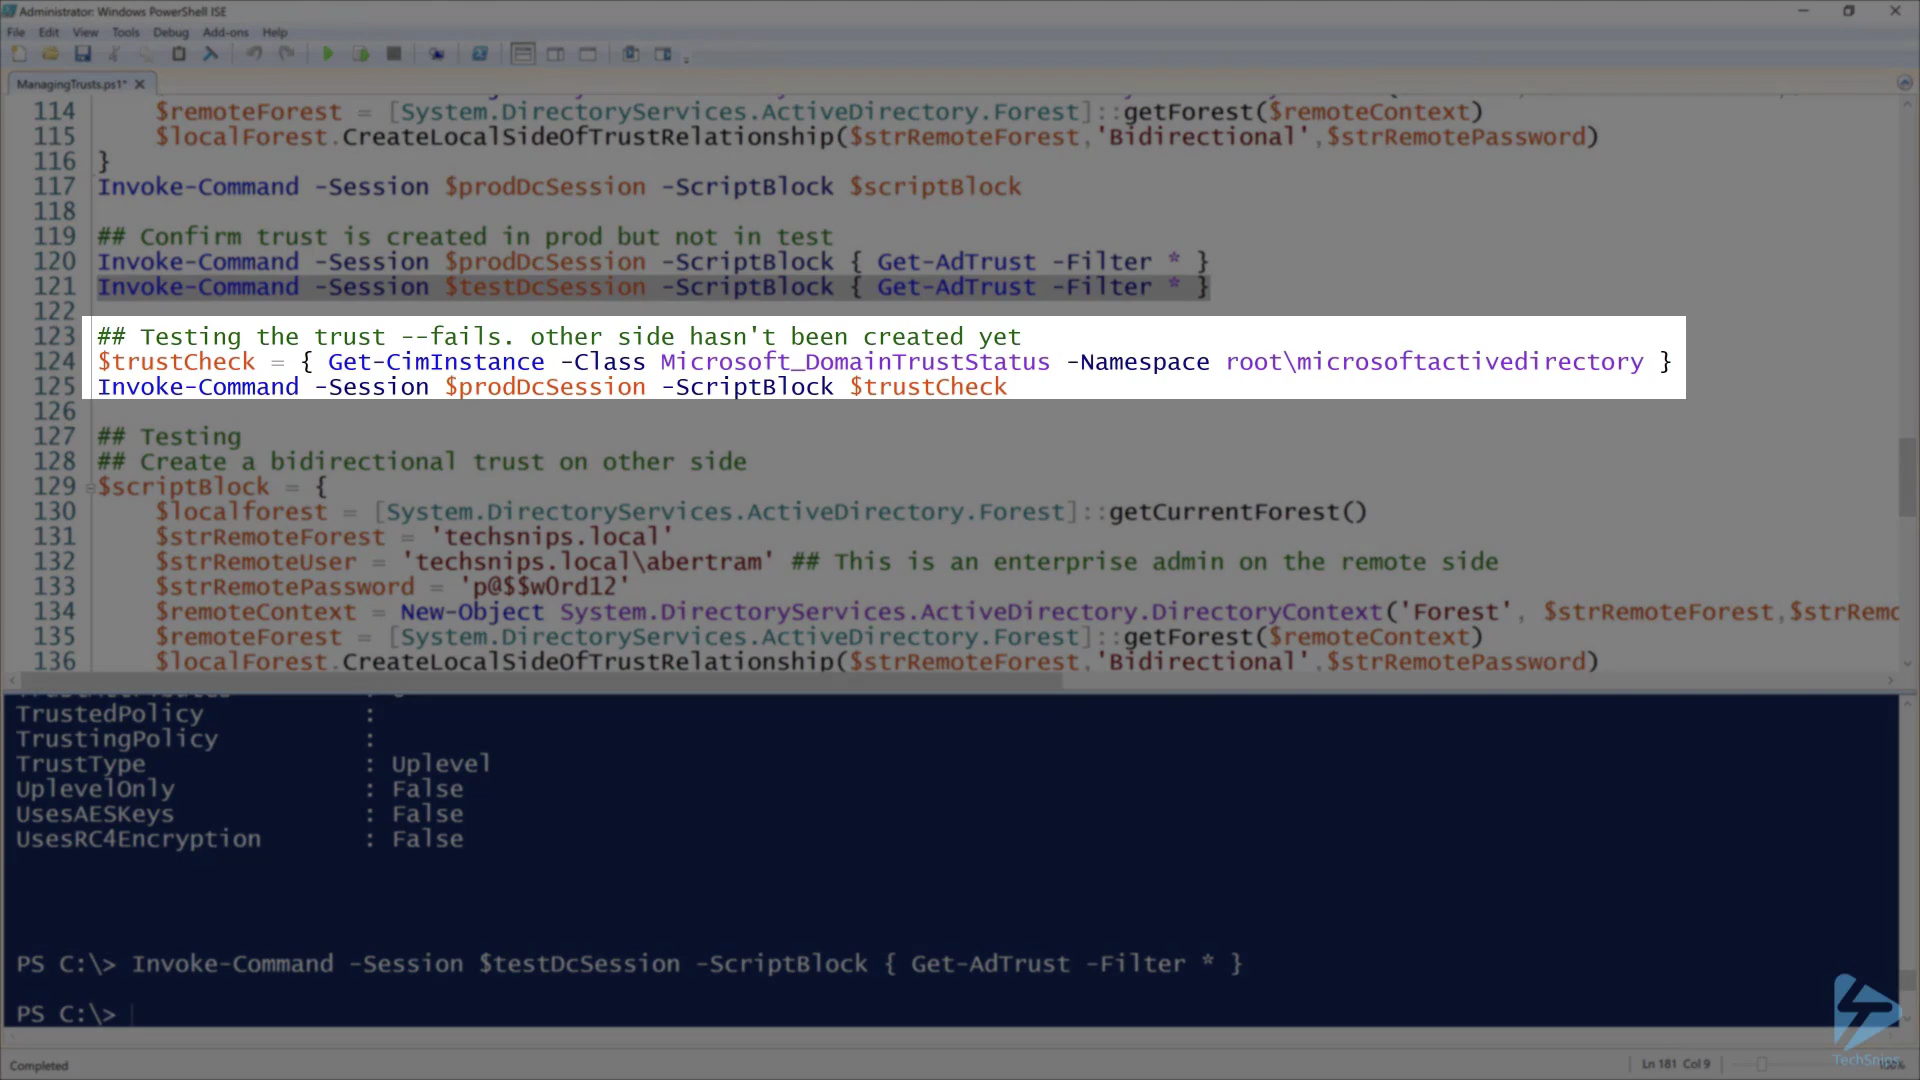 Administrator: Windows PowerShell ISE
File Edit View Tools Debug Add-ons Help
ManagingTrusts.ps1*
114 $remoteForest = [System.DirectoryServices.ActiveDirectory.Forest]::getForest($remoteContext)
115 $localForest.CreateLocalSideOfTrustRelationship($strRemoteForest,'Bidirectional',$strRemotePassword)
116 }
117 Invoke-Command -Session $prodDcSession -ScriptBlock $scriptBlock
118
119 ## Confirm trust is created in prod but not in test
120 Invoke-Command -Session $prodDcSession -ScriptBlock { Get-AdTrust -Filter * }
121 Invoke-Command -Session $testDcSession -ScriptBlock { Get-AdTrust -Filter * }
122
123 ## Testing the trust --fails. other side hasn't been created yet
124 $trustCheck = { Get-CimInstance -Class Microsoft_DomainTrustStatus -Namespace root\microsoftactivedirectory }
125 Invoke-Command -Session $prodDcSession -ScriptBlock $trustCheck
126
127 ## Testing
128 ## Create a bidirectional trust on other side
129 $scriptBlock = {
130 $localforest = [System.DirectoryServices.ActiveDirectory.Forest]::getCurrentForest()
131 $strRemoteForest = 'techsnips.local'
132 $strRemoteUser = 'techsnips.local\abertram' ## This is an enterprise admin on the remote side
133 $strRemotePassword = 'p@$$w0rd12'
134 $remoteContext = New-Object System.DirectoryServices.ActiveDirectory.DirectoryContext('Forest', $strRemoteForest,$strRemo
135 $remoteForest = [System.DirectoryServices.ActiveDirectory.Forest]::getForest($remoteContext)
136 $localForest.CreateLocalSideOfTrustRelationship($strRemoteForest,'Bidirectional',$strRemotePassword)
TrustedPolicy :
TrustingPolicy :
TrustType : Uplevel
UplevelOnly : False
UsesAESKeys : False
UsesRC4Encryption : False
PS C:\> Invoke-Command -Session $testDcSession -ScriptBlock { Get-AdTrust -Filter * }
PS C:\>
TechSnips
Completed
Ln 181 Col 9